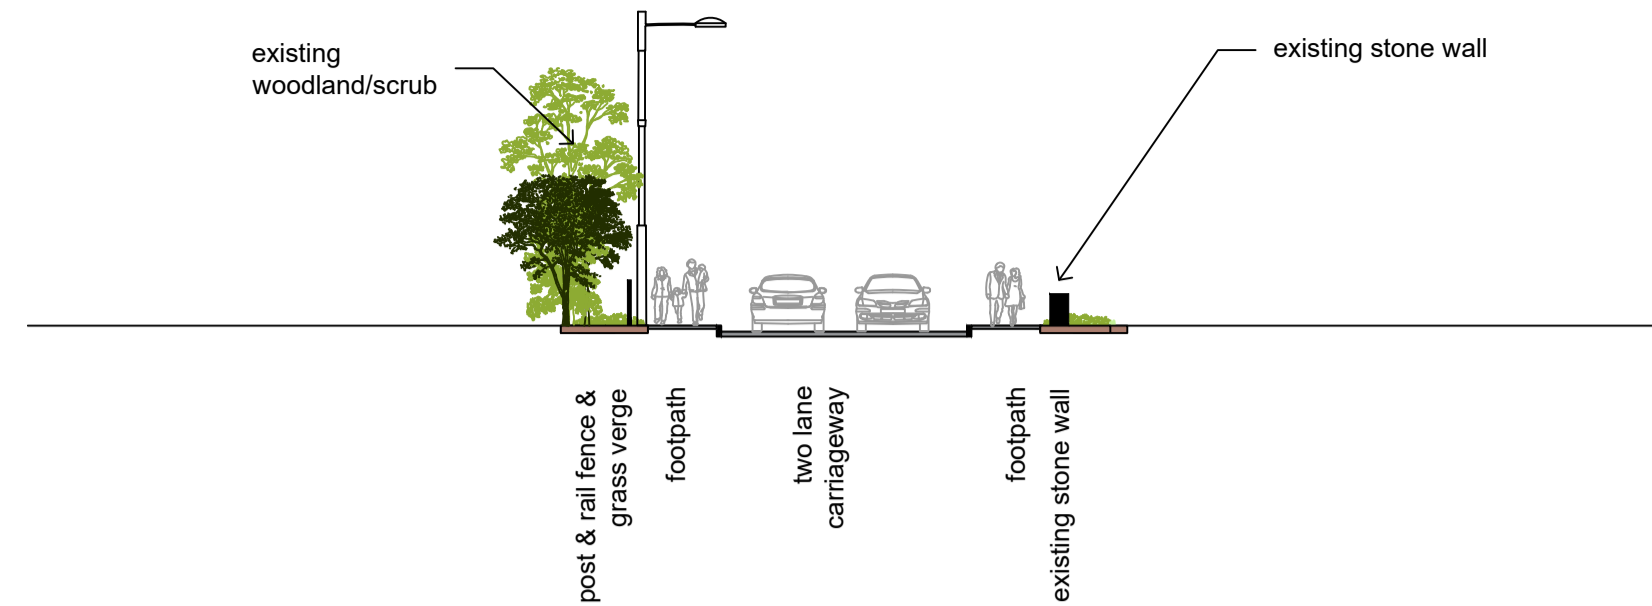 existing
woodland/scrub
existing stone wall
post & rail fence &
grass verge
footpath
two lane
carriageway
footpath
existing stone wall